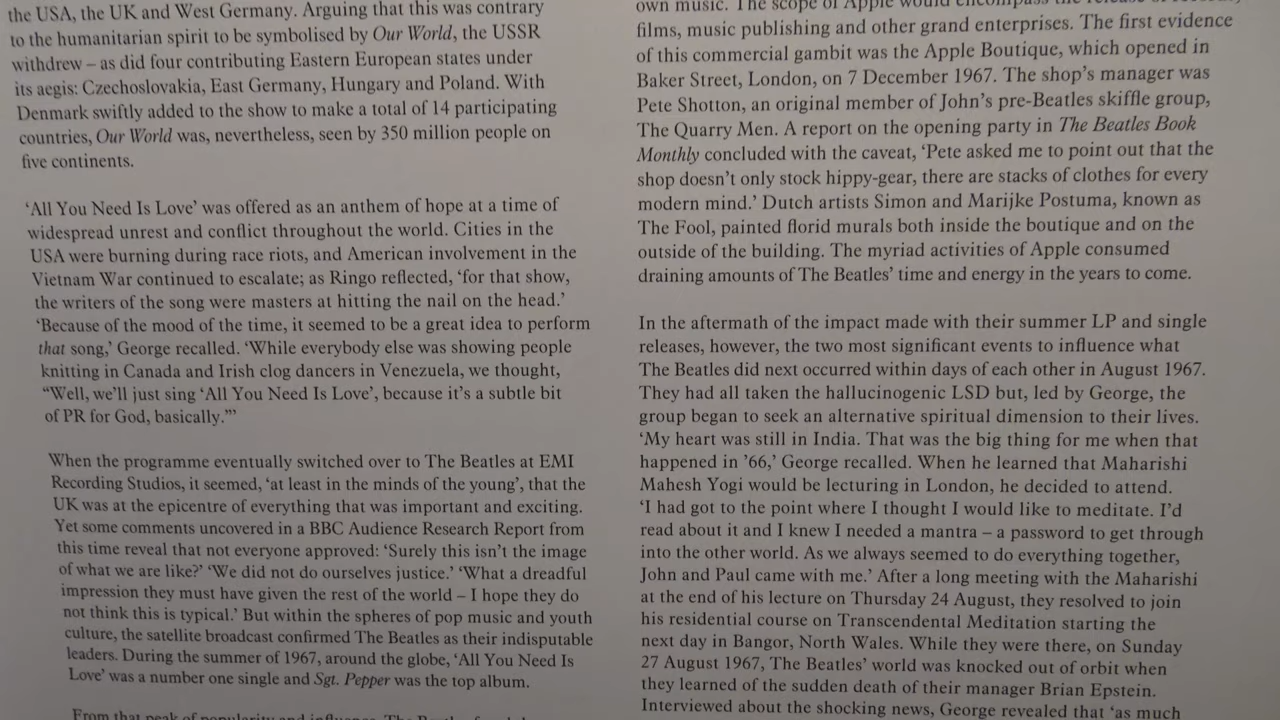 the USA, the UK and West Germany. Arguing that this was contrary
to the humanitarian spirit to be symbolised by Our World, the USSR
withdrew – as did four contributing Eastern European states under
its aegis: Czechoslovakia, East Germany, Hungary and Poland. With
Denmark swiftly added to the show to make a total of 14 participating
countries, Our World was, nevertheless, seen by 350 million people on
five continents.
‘All You Need Is Love’ was offered as an anthem of hope at a time of
widespread unrest and conflict throughout the world. Cities in the
USA were burning during race riots, and American involvement in the
Vietnam War continued to escalate; as Ringo reflected, ‘for that show,
the writers of the song were masters at hitting the nail on the head.’
‘Because of the mood of the time, it seemed to be a great idea to perform
that song,’ George recalled. ‘While everybody else was showing people
knitting in Canada and Irish clog dancers in Venezuela, we thought,
“Well, we’ll just sing ‘All You Need Is Love’, because it’s a subtle bit
of PR for God, basically.”’
When the programme eventually switched over to The Beatles at EMI
Recording Studios, it seemed, ‘at least in the minds of the young’, that the
UK was at the epicentre of everything that was important and exciting.
Yet some comments uncovered in a BBC Audience Research Report from
this time reveal that not everyone approved: ‘Surely this isn’t the image
of what we are like?’ ‘We did not do ourselves justice.’ ‘What a dreadful
impression they must have given the rest of the world – I hope they do
not think this is typical.’ But within the spheres of pop music and youth
culture, the satellite broadcast confirmed The Beatles as their indisputable
leaders. During the summer of 1967, around the globe, ‘All You Need Is
Love’ was a number one single and Sgt. Pepper was the top album.
From that peak of popularity and influence, The Beatles
own music. The scope of Apple would encompass the release of
films, music publishing and other grand enterprises. The first evidence
of this commercial gambit was the Apple Boutique, which opened in
Baker Street, London, on 7 December 1967. The shop’s manager was
Pete Shotton, an original member of John’s pre-Beatles skiffle group,
The Quarry Men. A report on the opening party in The Beatles Book
Monthly concluded with the caveat, ‘Pete asked me to point out that the
shop doesn’t only stock hippy-gear, there are stacks of clothes for every
modern mind.’ Dutch artists Simon and Marijke Postuma, known as
The Fool, painted florid murals both inside the boutique and on the
outside of the building. The myriad activities of Apple consumed
draining amounts of The Beatles’ time and energy in the years to come.
In the aftermath of the impact made with their summer LP and single
releases, however, the two most significant events to influence what
The Beatles did next occurred within days of each other in August 1967.
They had all taken the hallucinogenic LSD but, led by George, the
group began to seek an alternative spiritual dimension to their lives.
‘My heart was still in India. That was the big thing for me when that
happened in ’66,’ George recalled. When he learned that Maharishi
Mahesh Yogi would be lecturing in London, he decided to attend.
‘I had got to the point where I thought I would like to meditate. I’d
read about it and I knew I needed a mantra – a password to get through
into the other world. As we always seemed to do everything together,
John and Paul came with me.’ After a long meeting with the Maharishi
at the end of his lecture on Thursday 24 August, they resolved to join
his residential course on Transcendental Meditation starting the
next day in Bangor, North Wales. While they were there, on Sunday
27 August 1967, The Beatles’ world was knocked out of orbit when
they learned of the sudden death of their manager Brian Epstein.
Interviewed about the shocking news, George revealed that ‘as much